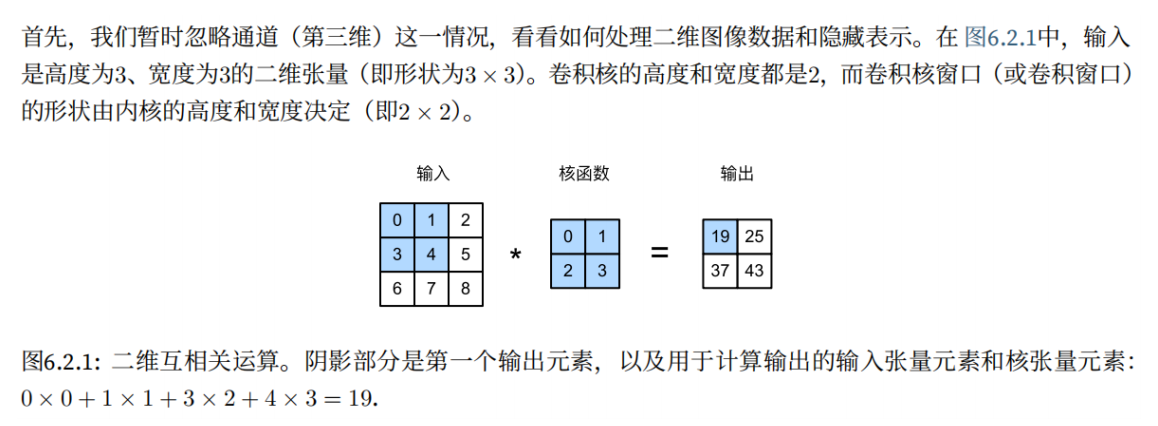 首先，我们暂时忽略通道（第三维）这一情况，看看如何处理二维图像数据和隐藏表示。在 图6.2.1中，输入
是高度为3、宽度为3的二维张量（即形状为3 × 3）。卷积核的高度和宽度都是2，而卷积核窗口（或卷积窗口）
的形状由内核的高度和宽度决定（即2 × 2）。
输入 核函数 输出
0 1 2
3 4 5
6 7 8
*
0 1
2 3
=
19 25
37 43
图6.2.1: 二维互相关运算。阴影部分是第一个输出元素，以及用于计算输出的输入张量元素和核张量元素：
0 × 0 + 1 × 1 + 3 × 2 + 4 × 3 = 19.